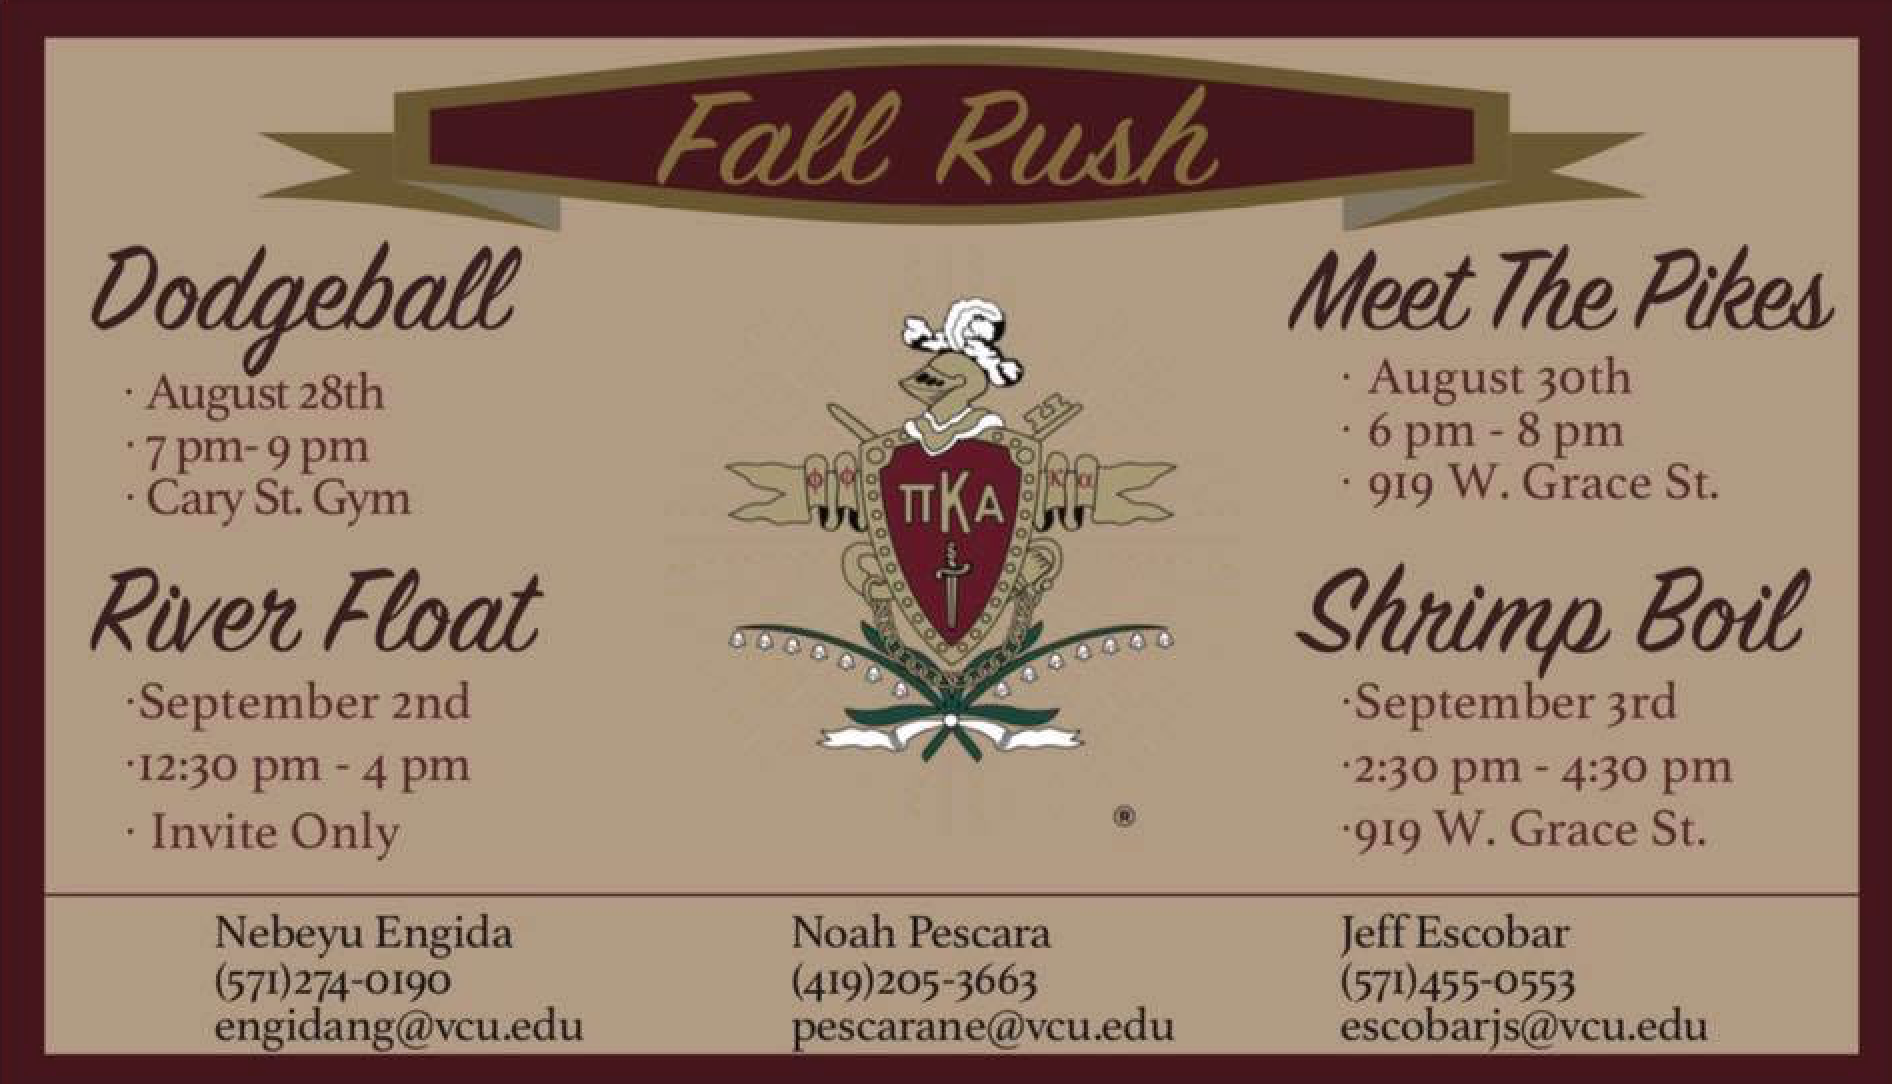 Fall Rush
Dodgeball
· August 28th
· 7 pm- 9 pm
· Cary St. Gym
Meet The Pikes
· August 30th
· 6 pm - 8 pm
· 919 W. Grace St.
River Float
·September 2nd
·12:30 pm - 4 pm
· Invite Only
Shrimp Boil
·September 3rd
·2:30 pm - 4:30 pm
·919 W. Grace St.
Φ Φ Κ α
ΠΚΑ
®
Nebeyu Engida
(571)274-0190
engidang@vcu.edu
Noah Pescara
(419)205-3663
pescarane@vcu.edu
Jeff Escobar
(571)455-0553
escobarjs@vcu.edu